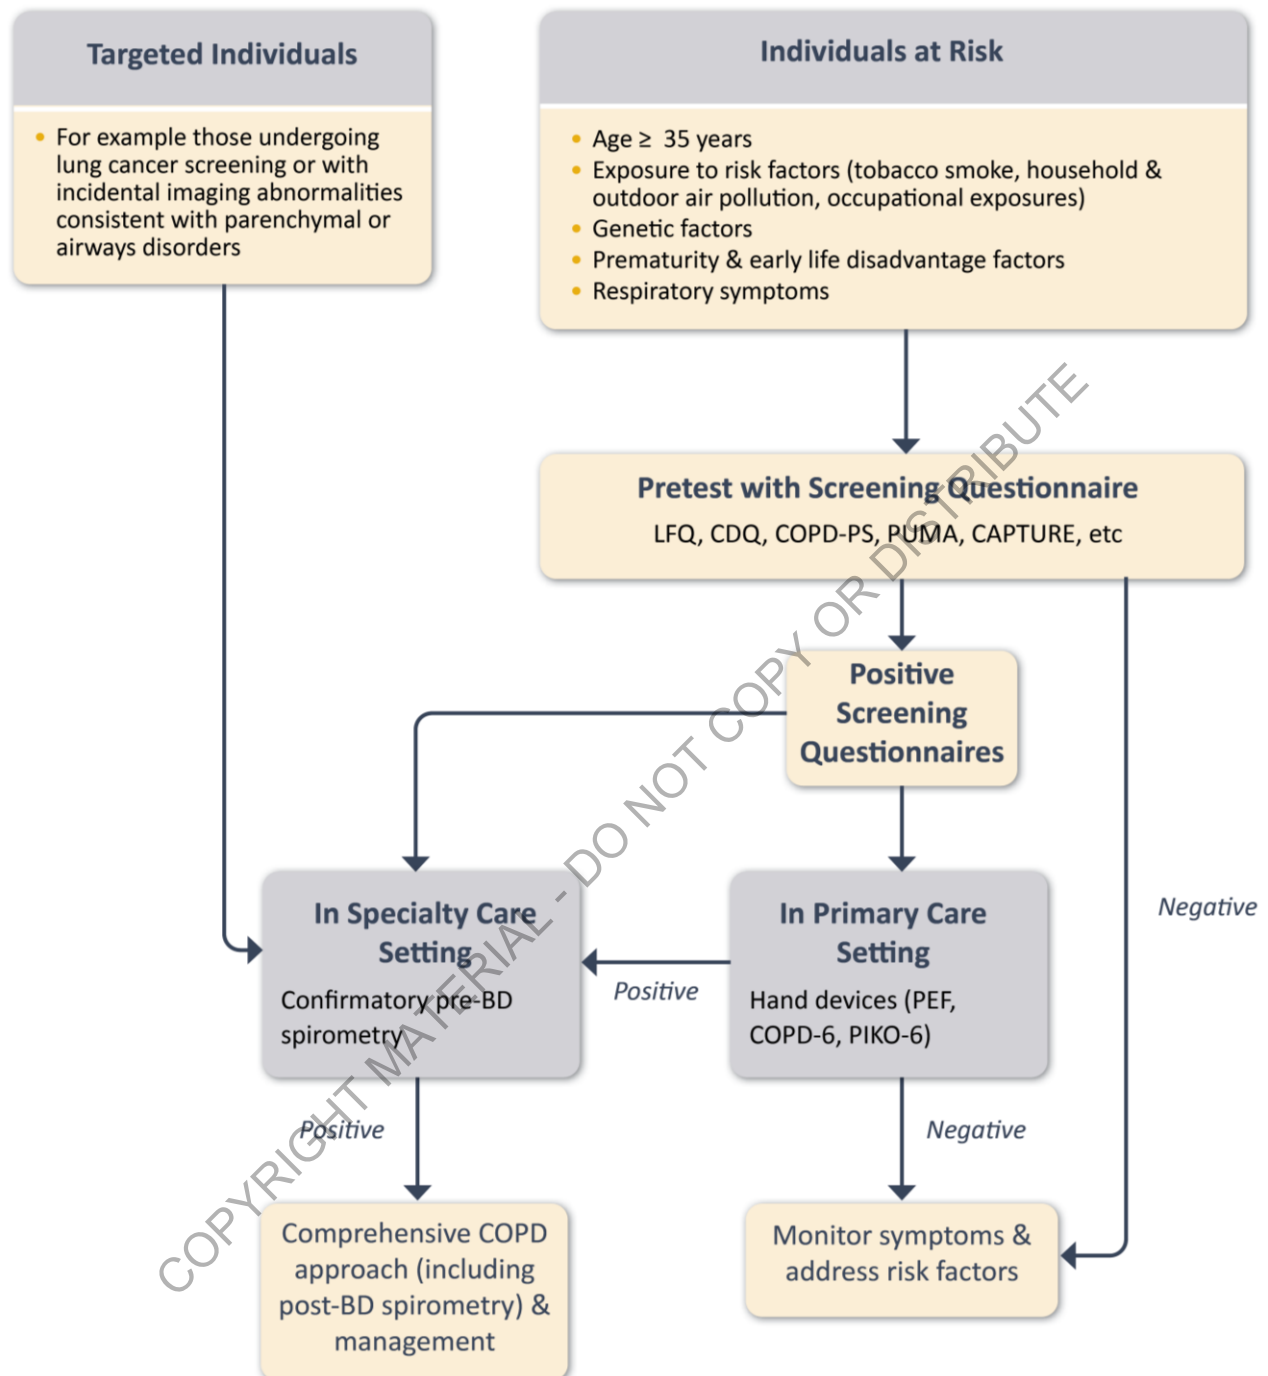 Targeted Individuals
• For example those undergoing
lung cancer screening or with
incidental imaging abnormalities
consistent with parenchymal or
airways disorders
Individuals at Risk
• Age ≥ 35 years
• Exposure to risk factors (tobacco smoke, household &
outdoor air pollution, occupational exposures)
• Genetic factors
• Prematurity & early life disadvantage factors
• Respiratory symptoms
Pretest with Screening Questionnaire
LFQ, CDQ, COPD-PS, PUMA, CAPTURE, etc
Positive
Screening
Questionnaires
In Specialty Care
Setting
Confirmatory pre-BD
spirometry
Positive
In Primary Care
Setting
Hand devices (PEF,
COPD-6, PIKO-6)
Negative
Positive
Negative
Comprehensive COPD
approach (including
post-BD spirometry) &
management
Monitor symptoms &
address risk factors
COPYRIGHT MATERIAL - DO NOT COPY OR DISTRIBUTE